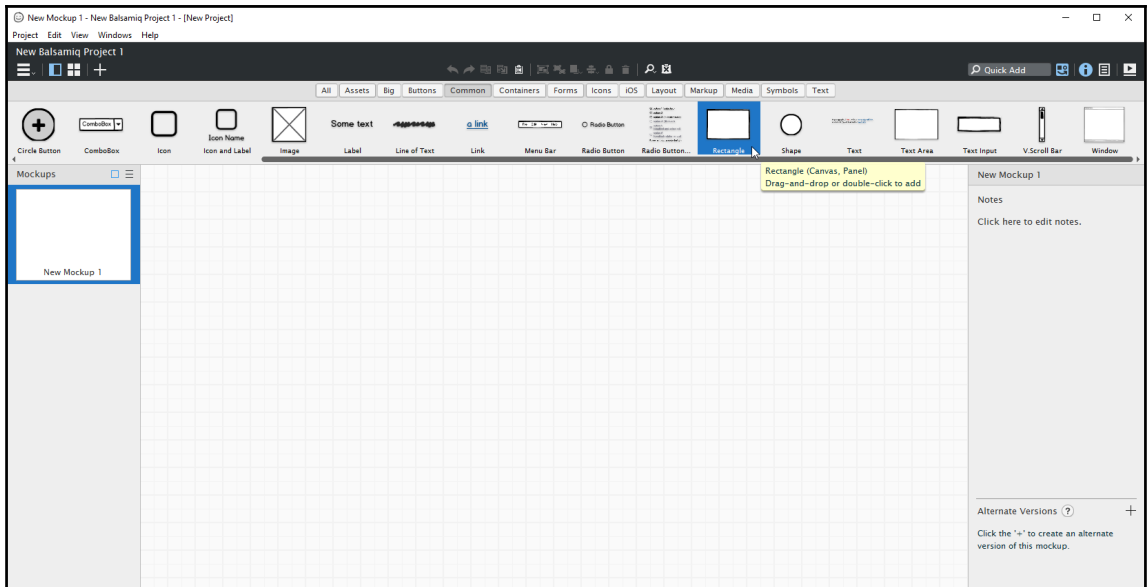 New Mockup 1 - New Balsamiq Project 1 - [New Project]
Project Edit View Windows Help
New Balsamiq Project 1
Quick Add
All Assets Big Buttons Common Containers Forms Icons iOS Layout Markup Media Symbols Text
ComboBox
Icon Name
Some text
a link
Radio Button
Circle Button ComboBox Icon Icon and Label Image Label Line of Text Link Menu Bar Radio Button Radio Button... Rectangle Shape Text Text Area Text Input V.Scroll Bar Window
Rectangle (Canvas, Panel)
Drag-and-drop or double-click to add
Mockups
New Mockup 1
New Mockup 1
Notes
Click here to edit notes.
Alternate Versions ?
Click the '+' to create an alternate
version of this mockup.